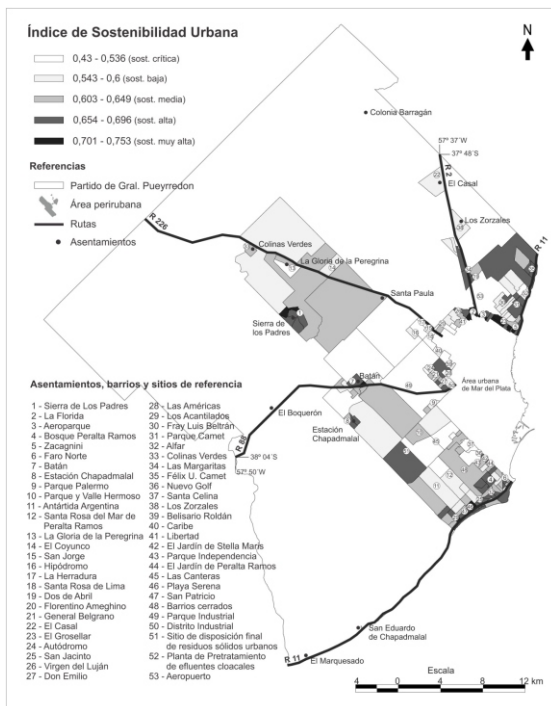 Índice de Sostenibilidad Urbana
0,43 - 0,536 (sost. crítica)
0,543 - 0,6 (sost. baja)
0,603 - 0,649 (sost. media)
0,654 - 0,696 (sost. alta)
0,701 - 0,753 (sost. muy alta)
Referencias
Partido de Gral. Pueyrredon
Área perirubana
Rutas
Asentamientos
N
Colonia Barragán
57º 37´W
37º 48´S
R 2
El Casal
Los Zorzales
R 11
R 226
Colinas Verdes
La Gloria de la Peregrina
Santa Paula
Sierra de
los Padres
Batán
Área urbana
de Mar del Plata
El Boquerón
Estación
Chapadmalal
R 88
38º 04´S
57º 50´W
San Eduardo
de Chapadmalal
El Marquesado
R 11
Asentamientos, barrios y sitios de referencia
1 - Sierra de Los Padres
2 - La Florida
3 - Aeroparque
4 - Bosque Peralta Ramos
5 - Zacagnini
6 - Faro Norte
7 - Batán
8 - Estación Chapadmalal
9 - Parque Palermo
10 - Parque y Valle Hermoso
11 - Antártida Argentina
12 - Santa Rosa del Mar de
Peralta Ramos
13 - La Gloria de la Peregrina
14 - El Coyunco
15 - San Jorge
16 - Hipódromo
17 - La Herradura
18 - Santa Rosa de Lima
19 - Dos de Abril
20 - Florentino Ameghino
21 - General Belgrano
22 - El Casal
23 - El Grosellar
24 - Autódromo
25 - San Jacinto
26 - Virgen del Luján
27 - Don Emilio
28 - Las Américas
29 - Los Acantilados
30 - Fray Luis Beltrán
31 - Parque Camet
32 - Alfar
33 - Colinas Verdes
34 - Las Margaritas
35 - Félix U. Camet
36 - Nuevo Golf
37 - Santa Celina
38 - Los Zorzales
39 - Belisario Roldán
40 - Caribe
41 - Libertad
42 - El Jardín de Stella Maris
43 - Parque Independencia
44 - El Jardín de Peralta Ramos
45 - Las Canteras
46 - Playa Serena
47 - San Patricio
48 - Barrios cerrados
49 - Parque Industrial
50 - Distrito Industrial
51 - Sitio de disposición final
de residuos sólidos urbanos
52 - Planta de Pretratamiento
de efluentes cloacales
53 - Aeropuerto
Escala
4 0 4 8 12 km